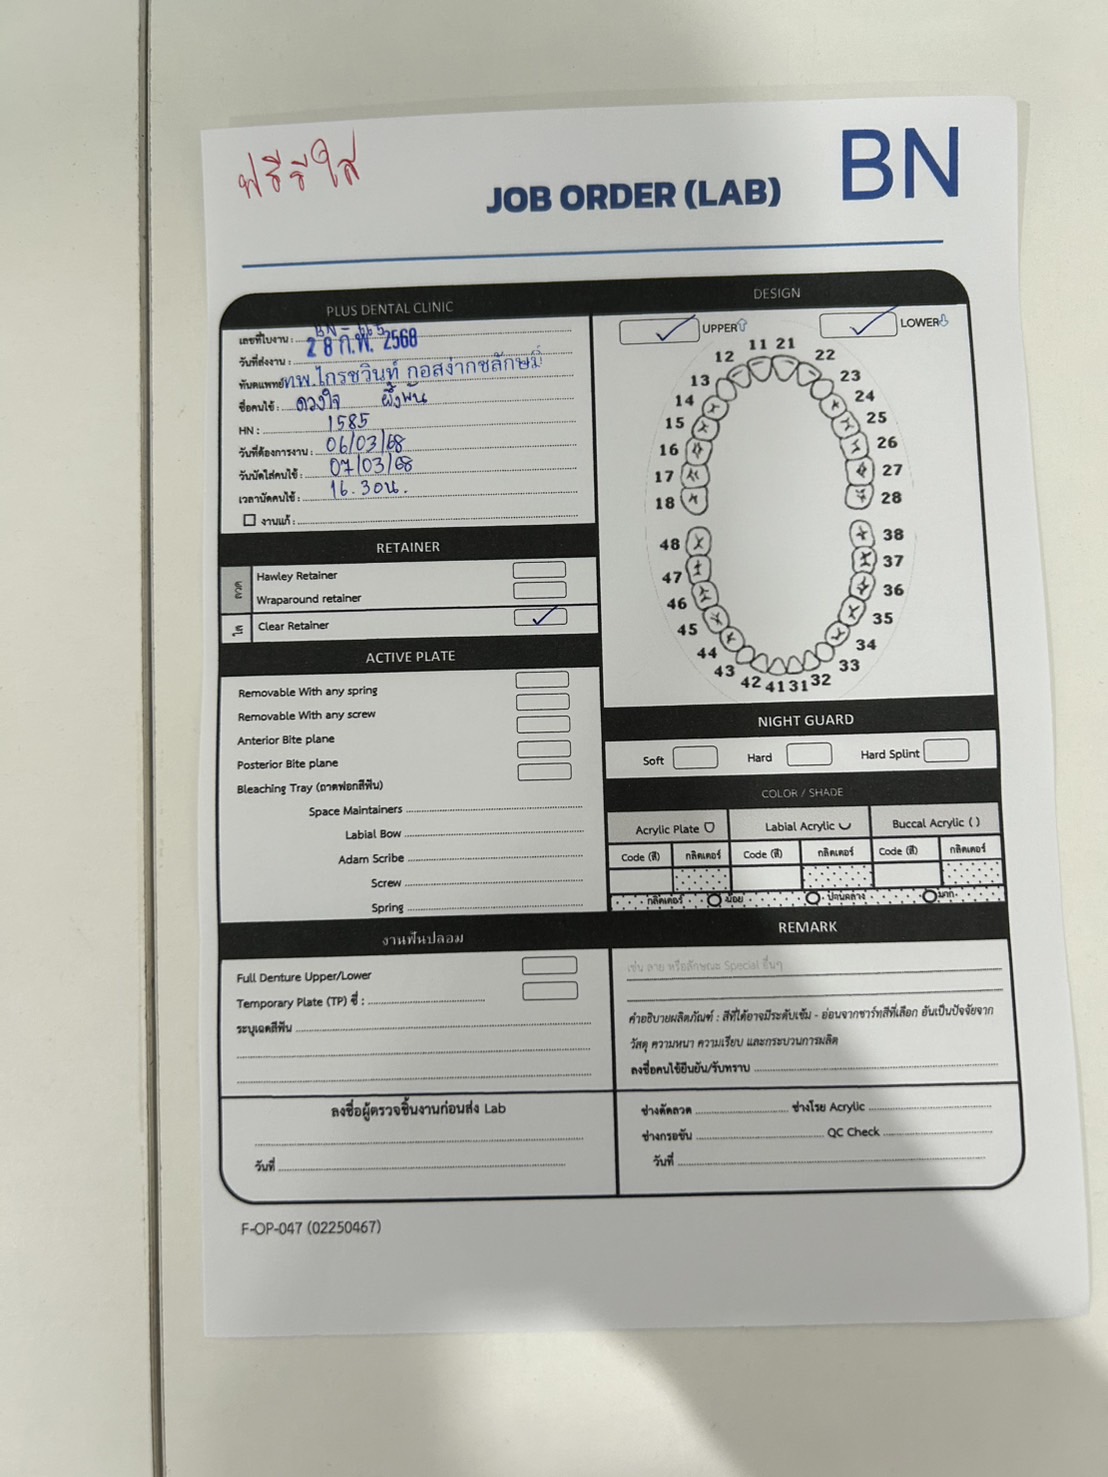 ฟรีรีใส
JOB ORDER (LAB)
BN
PLUS DENTAL CLINIC
เลขที่ใบงาน :
วันที่ส่งงาน : 28 ก.พ. 2568
ทันตแพทย์ ทพ.ไกรชวินท์ กอสง่ากชลักษมิ์
ชื่อคนไข้ : ดวงใจ ผึ้งพัน
HN : 1585
วันที่ต้องการงาน : 06/03/68
วันนัดใส่คนไข้ : 07/03/68
เวลานัดคนไข้ : 16.30น.
งานแก้ :
RETAINER
ลวด
Hawley Retainer
Wraparound retainer
ใส
Clear Retainer
ACTIVE PLATE
Removable With any spring
Removable With any screw
Anterior Bite plane
Posterior Bite plane
Bleaching Tray (ถาดฟอกสีฟัน)
Space Maintainers
Labial Bow
Adam Scribe
Screw
Spring
งานฟันปลอม
Full Denture Upper/Lower
Temporary Plate (TP) ซี่ :
ระบุเฉดสีฟัน
ลงชื่อผู้ตรวจชิ้นงานก่อนส่ง Lab
วันที่
DESIGN
UPPER LOWER
11 21
12 22
13 23
14 24
15 25
16 26
17 27
18 28
48 38
47 37
46 36
45 35
44 34
43 33
42 41 31 32
NIGHT GUARD
Soft Hard Hard Splint
COLOR / SHADE
Acrylic Plate Labial Acrylic Buccal Acrylic ( )
Code (สี) กลิตเตอร์ Code (สี) กลิตเตอร์ Code (สี) กลิตเตอร์
กลิตเตอร์ น้อย ปานกลาง มาก
REMARK
เช่น ลาย หรือลักษณะ Special อื่นๆ
คำอธิบายผลิตภัณฑ์ : สีที่ได้อาจมีระดับเข้ม - อ่อนจากชาร์ทสีที่เลือก อันเป็นปัจจัยจาก
วัสดุ ความหนา ความเรียบ และกระบวนการผลิต
ลงชื่อคนไข้ยืนยัน/รับทราบ
ช่างดัดลวด ช่างโรย Acrylic
ช่างกรอขัน QC Check
วันที่
F-OP-047 (02250467)